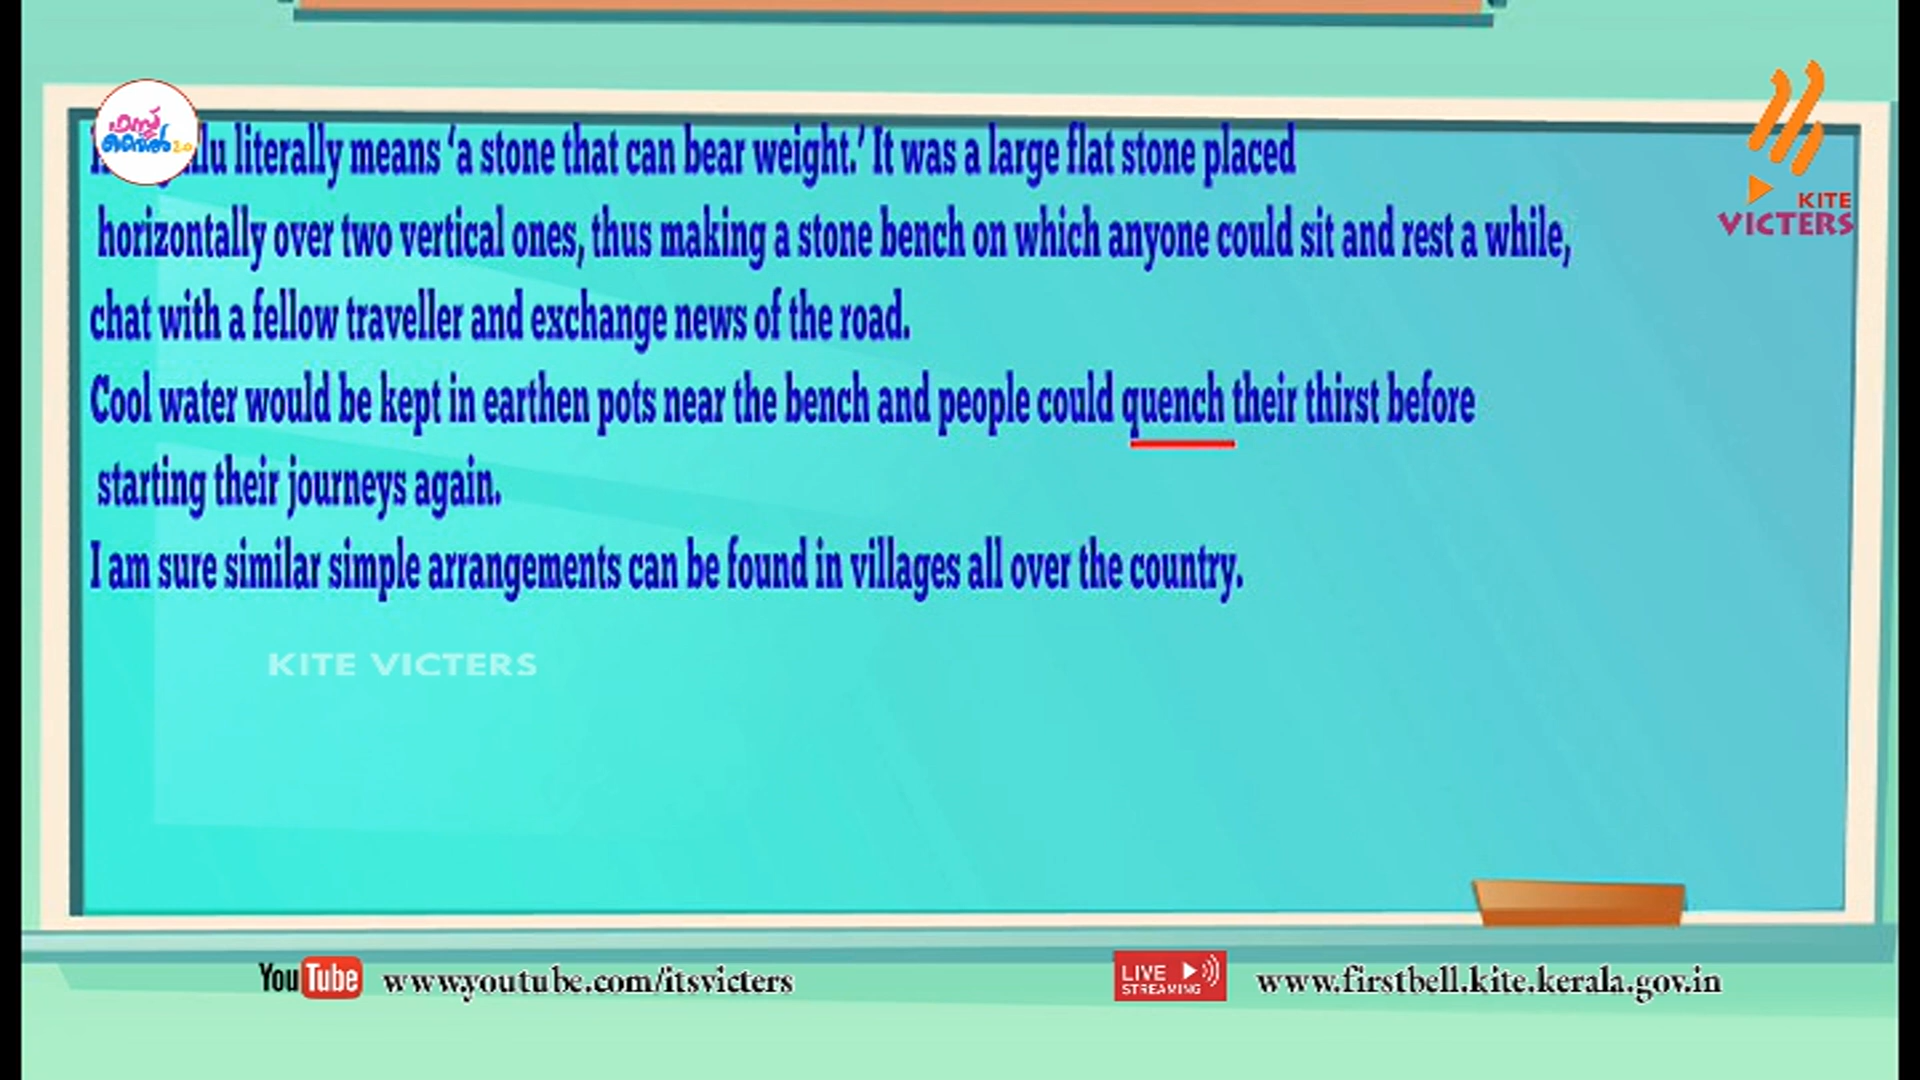 literally means ‘a stone that can bear weight.’ It was a large flat stone placed
horizontally over two vertical ones, thus making a stone bench on which anyone could sit and rest a while,
chat with a fellow traveller and exchange news of the road.
Cool water would be kept in earthen pots near the bench and people could quench their thirst before
starting their journeys again.
I am sure similar simple arrangements can be found in villages all over the country.
KITE VICTERS
ഫസ്റ്റ്
ബെൽ 2.0
KITE
VICTERS
YouTube www.youtube.com/itsvicters
LIVE STREAMING www.firstbell.kite.kerala.gov.in